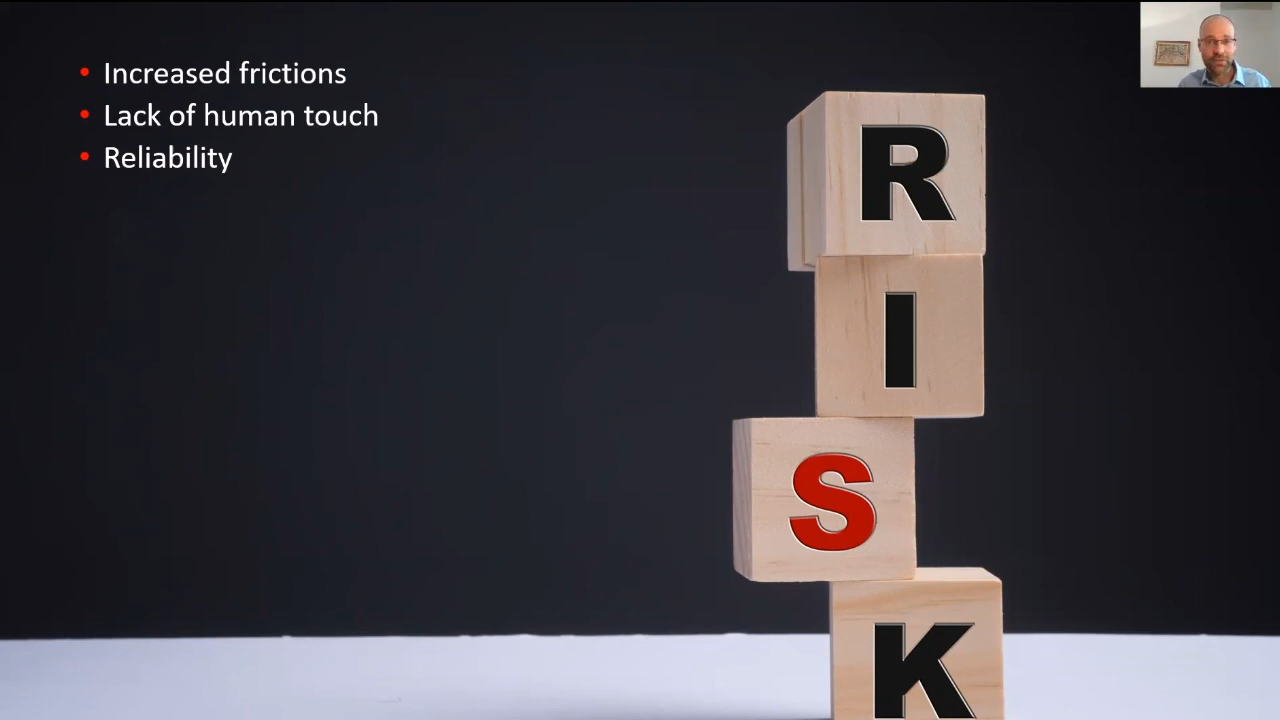 Increased frictions
Lack of human touch
Reliability
R
I
S
K